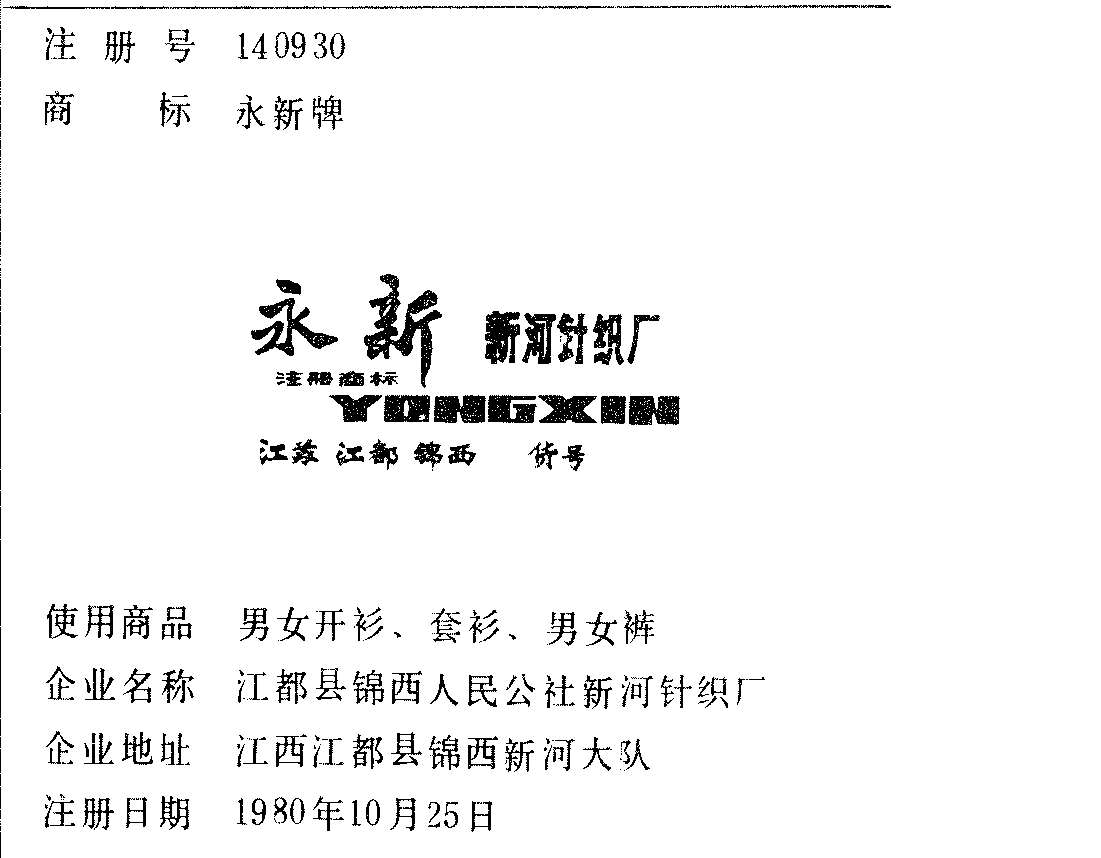 注册号 140930
商标 永新牌
永新 新河针织厂
注册商标
YONGXIN
江苏 江都 锦西 货号
使用商品 男女开衫、套衫、男女裤
企业名称 江都县锦西人民公社新河针织厂
企业地址 江西江都县锦西新河大队
注册日期 1980年10月25日